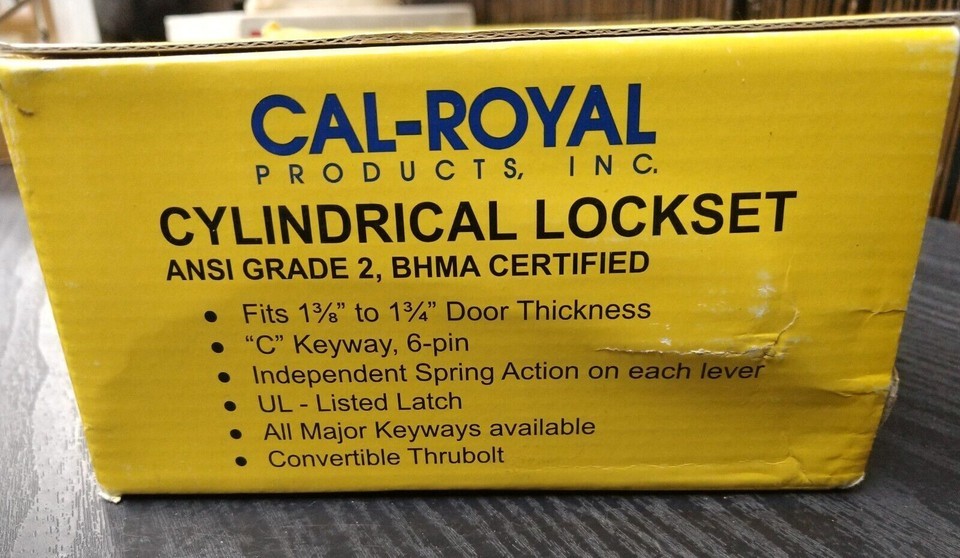 CAL-ROYAL
PRODUCTS, INC.
CYLINDRICAL LOCKSET
ANSI GRADE 2, BHMA CERTIFIED
• Fits 1⅜” to 1¾” Door Thickness
• “C” Keyway, 6-pin
• Independent Spring Action on each lever
• UL - Listed Latch
• All Major Keyways available
• Convertible Thrubolt